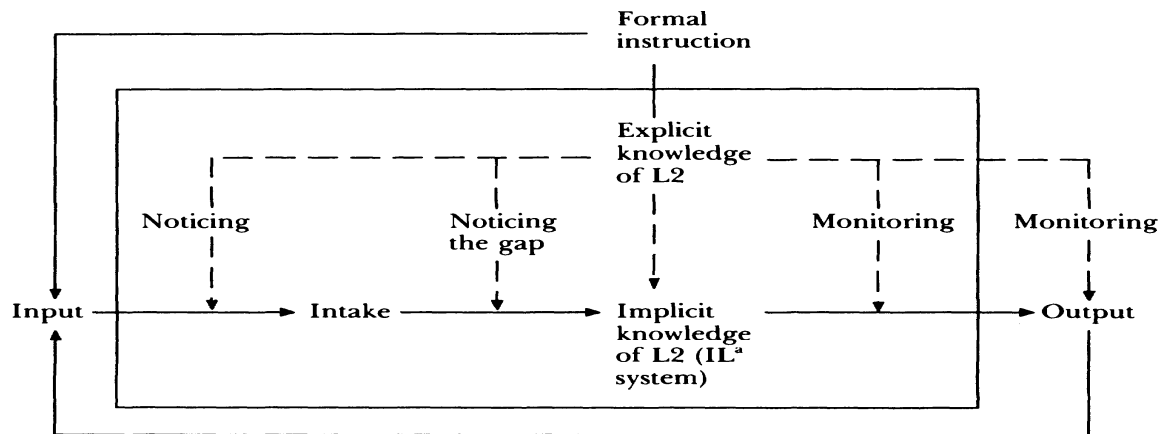 Formal
instruction
Explicit
knowledge
of L2
Noticing
Noticing
the gap
Monitoring
Monitoring
Input
Intake
Implicit
knowledge
of L2 (ILᵃ
system)
Output